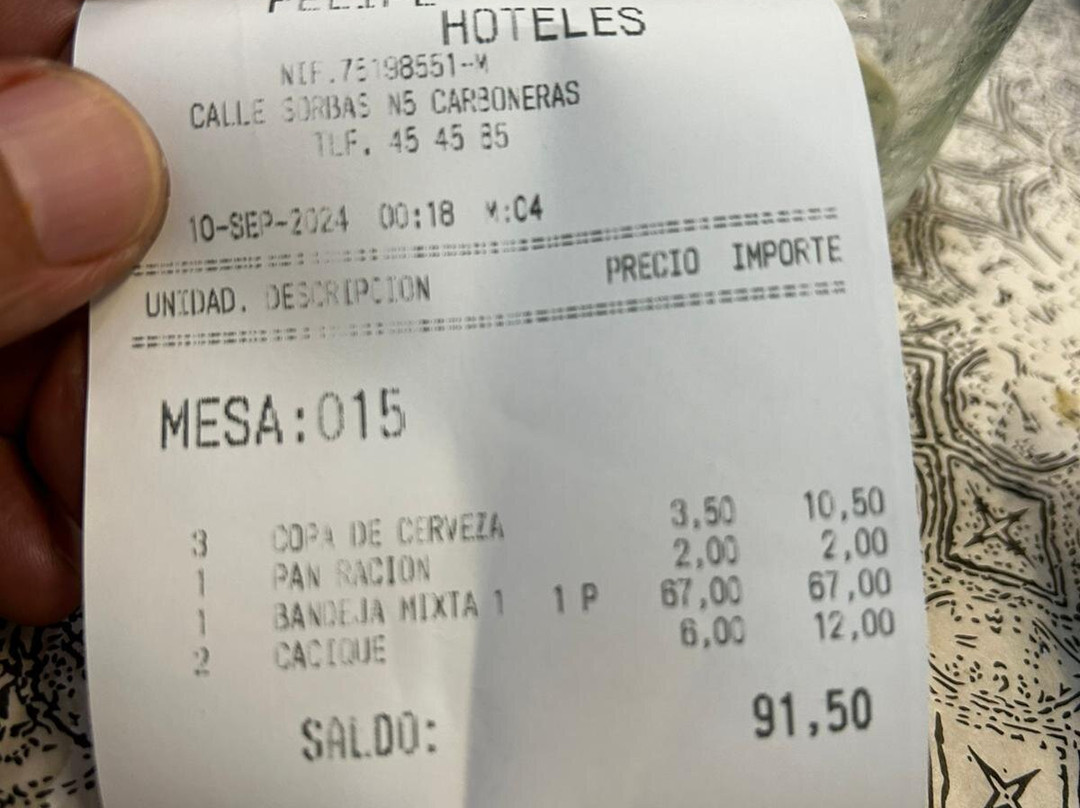 HOTELES
NIF.75198551-M
CALLE SORBAS N5 CARBONERAS
TLF. 45 45 85
10-SEP-2024 00:18 M:C4
UNIDAD. DESCRIPCION PRECIO IMPORTE
MESA:015
3 COPA DE CERVEZA 3,50 10,50
1 PAN RACION 2,00 2,00
1 BANDEJA MIXTA 1 1 P 67,00 67,00
2 CACIQUE 6,00 12,00
SALDO: 91,50